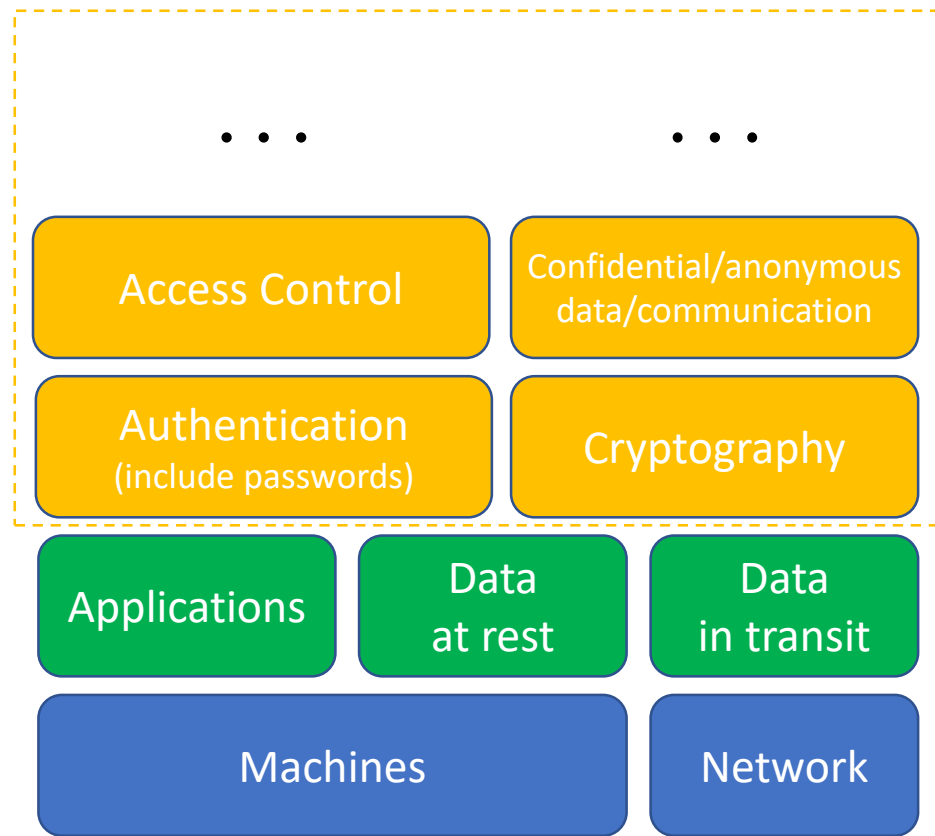 . . .
. . .
Access Control
Confidential/anonymous
data/communication
Authentication
(include passwords)
Cryptography
Applications
Data
at rest
Data
in transit
Machines
Network